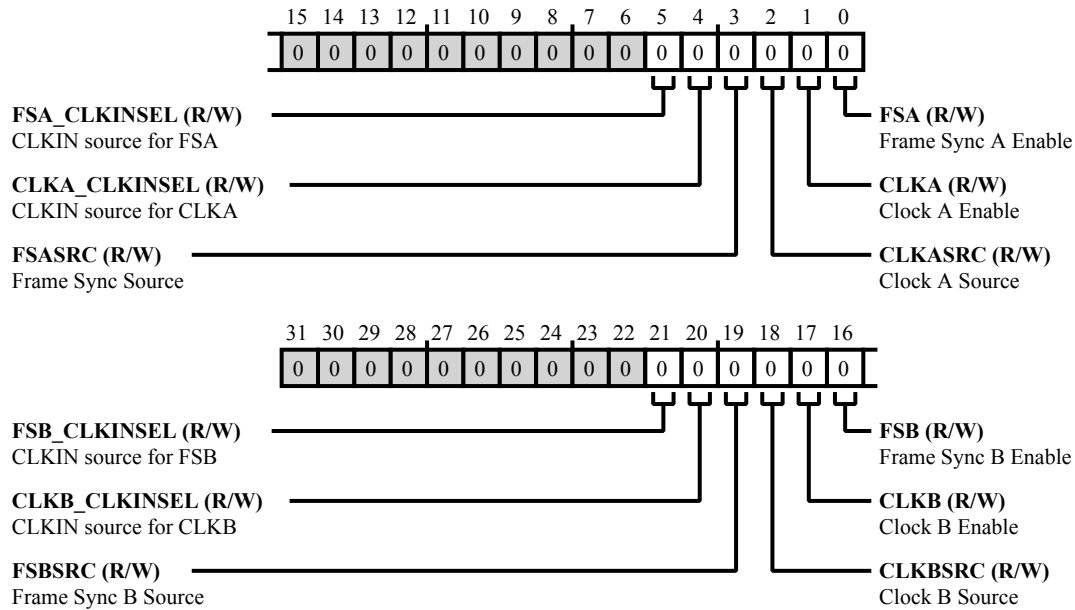 15 14 13 12 11 10 9 8 7 6 5 4 3 2 1 0
0 0 0 0 0 0 0 0 0 0 0 0 0 0 0 0
FSA_CLKINSEL (R/W)
CLKIN source for FSA
FSA (R/W)
Frame Sync A Enable
CLKA_CLKINSEL (R/W)
CLKIN source for CLKA
CLKA (R/W)
Clock A Enable
FSASRC (R/W)
Frame Sync Source
CLKASRC (R/W)
Clock A Source
31 30 29 28 27 26 25 24 23 22 21 20 19 18 17 16
0 0 0 0 0 0 0 0 0 0 0 0 0 0 0 0
FSB_CLKINSEL (R/W)
CLKIN source for FSB
FSB (R/W)
Frame Sync B Enable
CLKB_CLKINSEL (R/W)
CLKIN source for CLKB
CLKB (R/W)
Clock B Enable
FSBSRC (R/W)
Frame Sync B Source
CLKBSRC (R/W)
Clock B Source